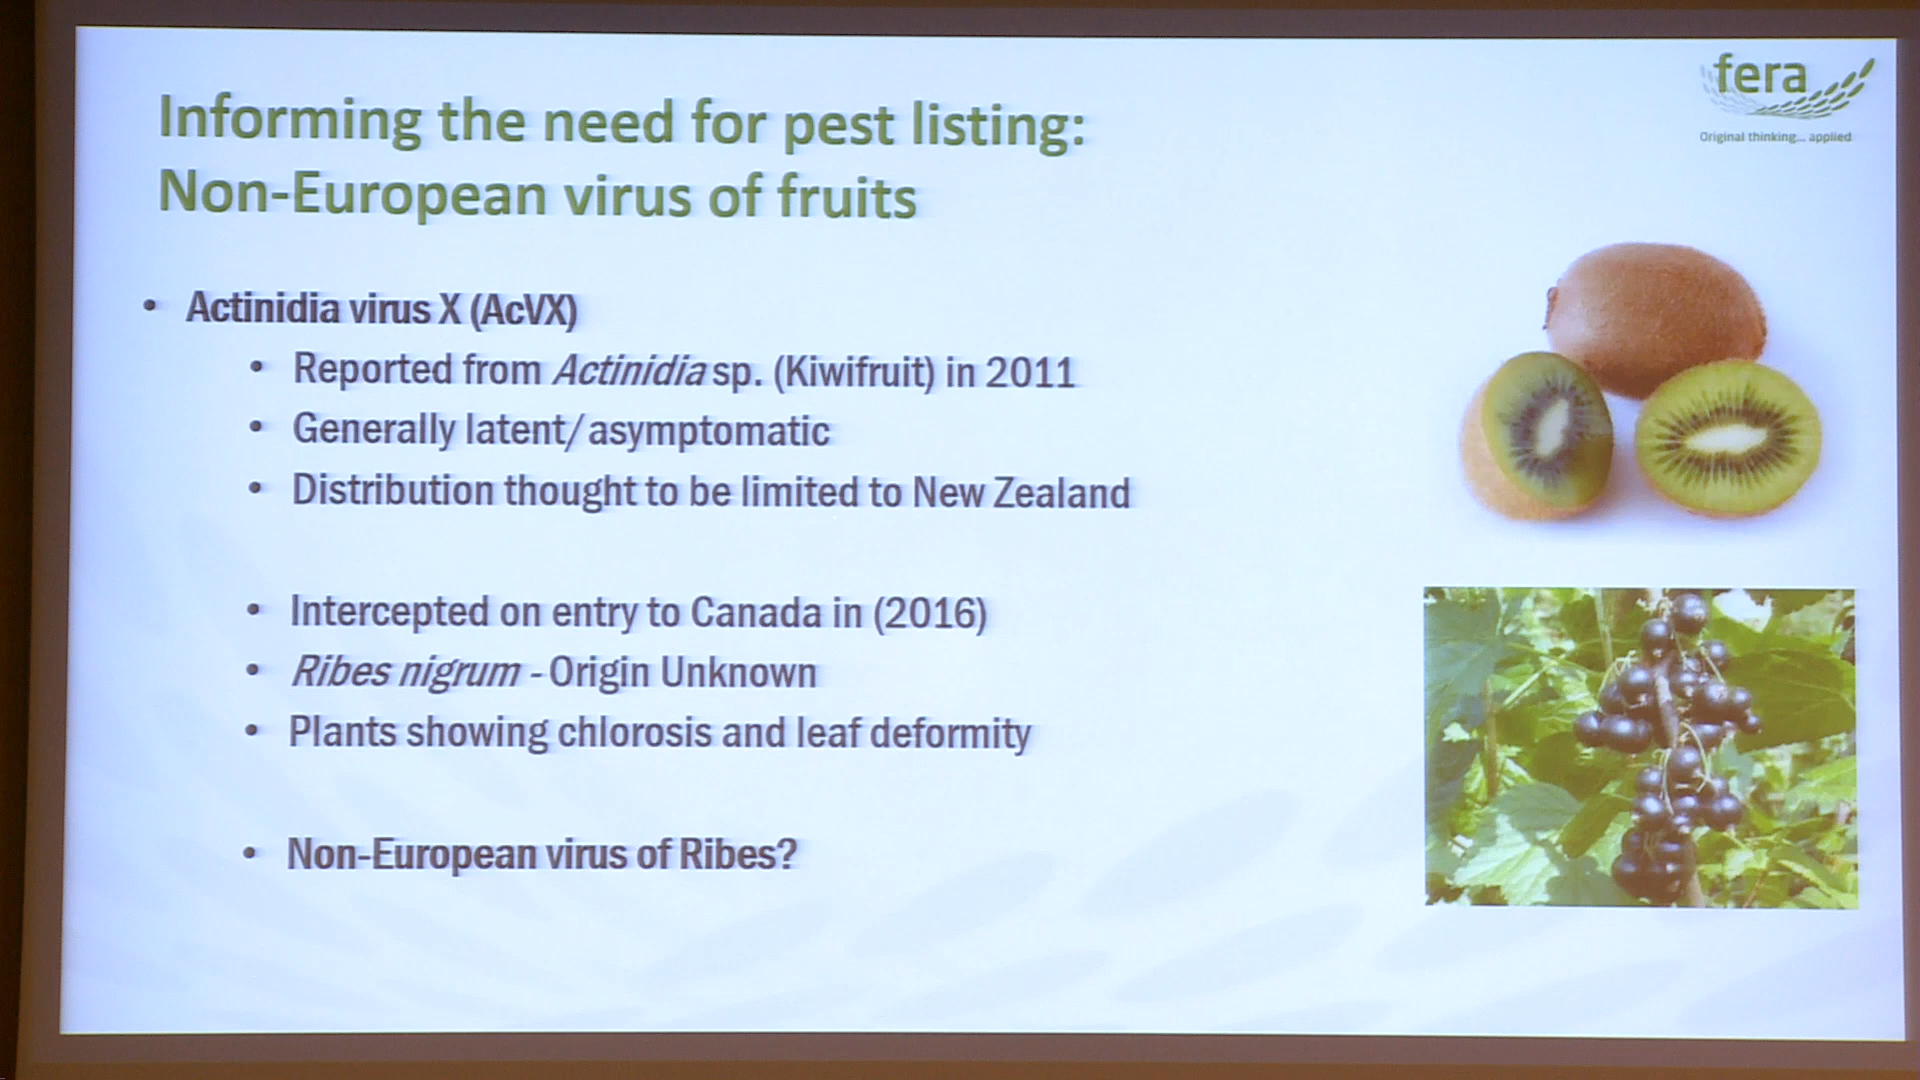 fera
Original thinking... applied
Informing the need for pest listing:
Non-European virus of fruits
• Actinidia virus X (AcVX)
• Reported from Actinidia sp. (Kiwifruit) in 2011
• Generally latent/asymptomatic
• Distribution thought to be limited to New Zealand
• Intercepted on entry to Canada in (2016)
• Ribes nigrum - Origin Unknown
• Plants showing chlorosis and leaf deformity
• Non-European virus of Ribes?